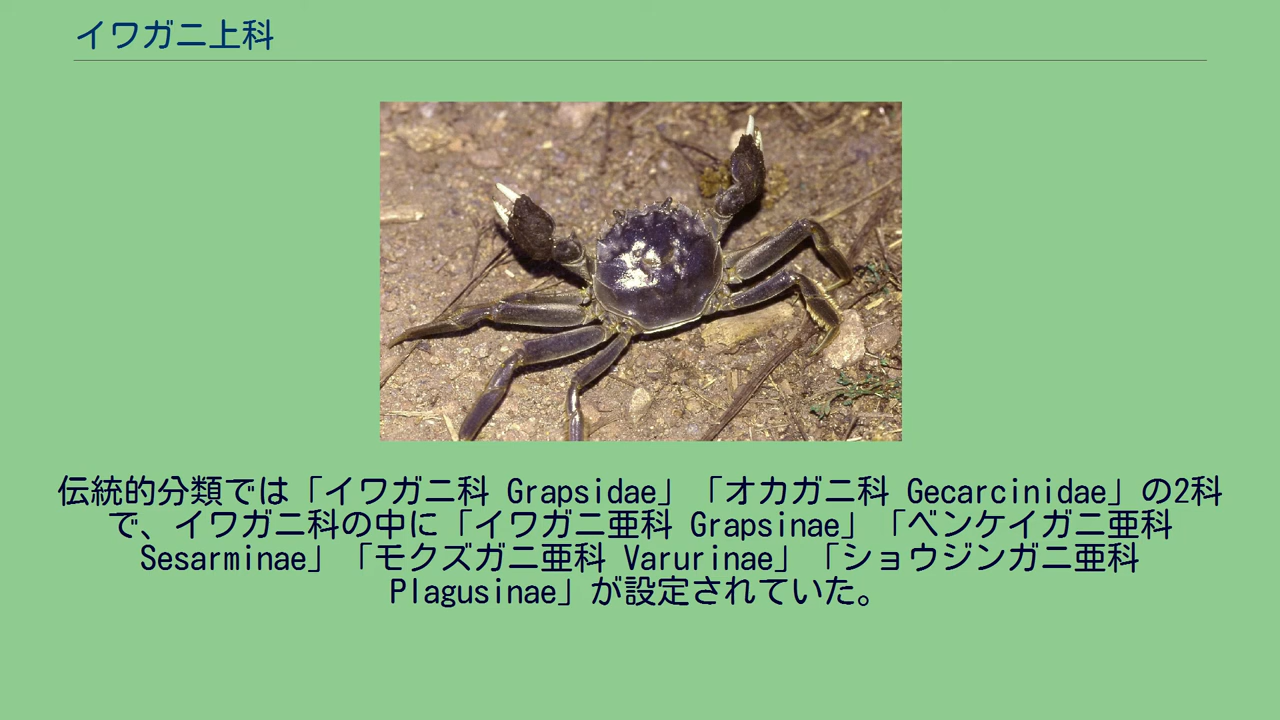 イワガニ上科
伝統的分類では「イワガニ科 Grapsidae」「オカガニ科 Gecarcinidae」の2科
で、イワガニ科の中に「イワガニ亜科 Grapsinae」「ベンケイガニ亜科
Sesarminae」「モクズガニ亜科 Varurinae」「ショウジンガニ亜科
Plagusinae」が設定されていた。